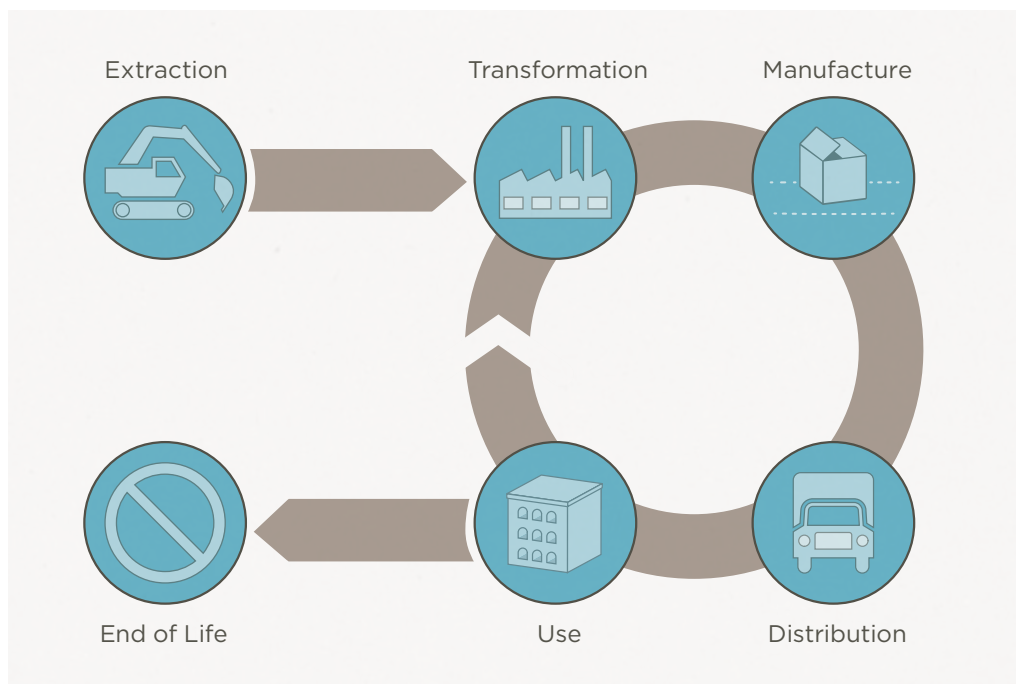 Extraction
Transformation
Manufacture
End of Life
Use
Distribution